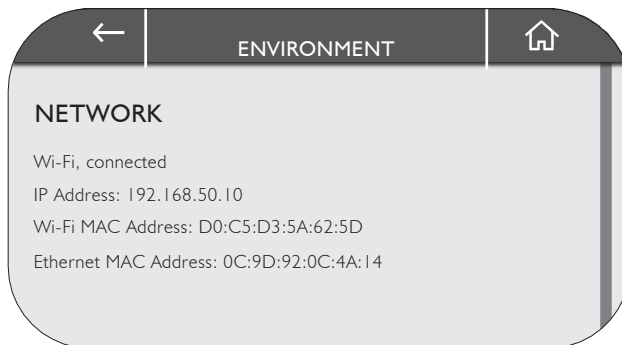 ENVIRONMENT
NETWORK
Wi-Fi, connected
IP Address: 192.168.50.10
Wi-Fi MAC Address: D0:C5:D3:5A:62:5D
Ethernet MAC Address: 0C:9D:92:0C:4A:14